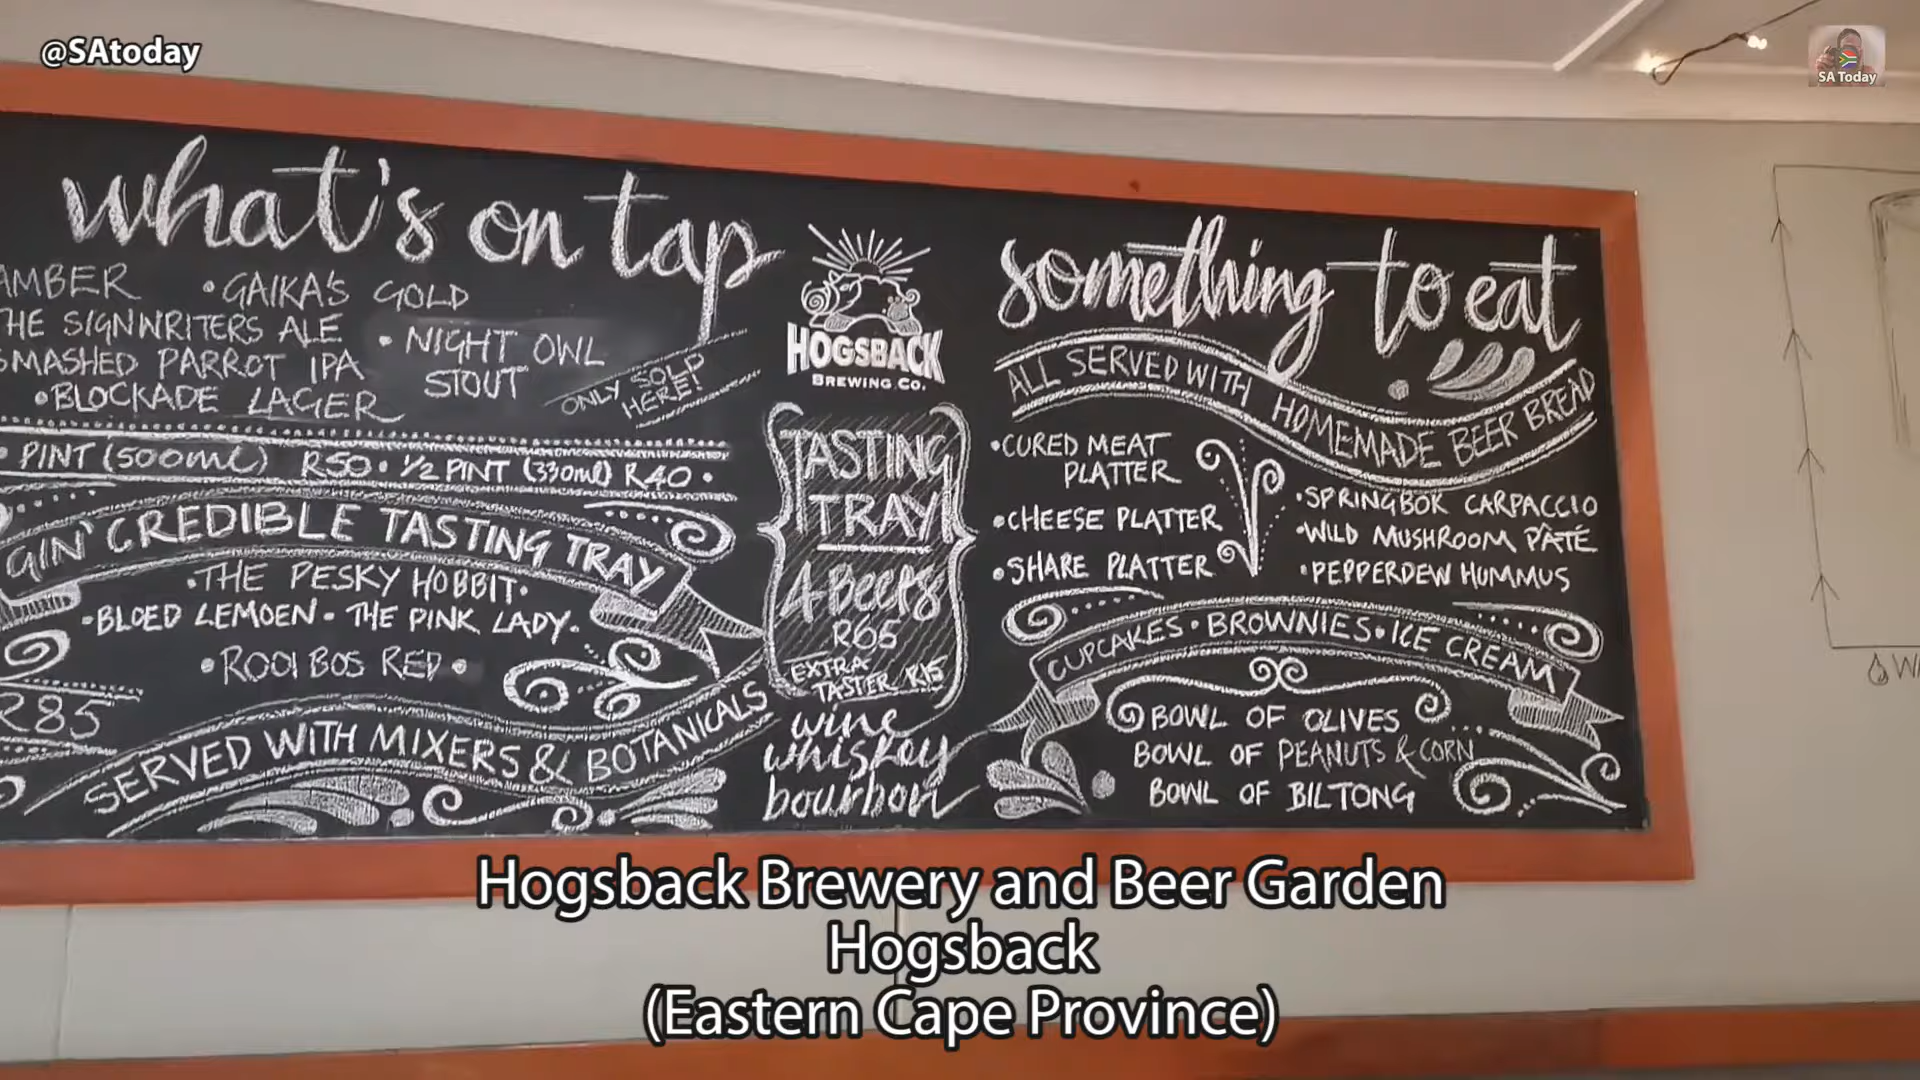 @SAtoday
SA Today
what's on tap
AMBER • GAIKA'S GOLD
THE SIGNWRITERS ALE
SMASHED PARROT IPA
• BLOCKADE LAGER
• NIGHT OWL
STOUT
ONLY SOLD
HERE!
• PINT (500ml) R50 • 1/2 PINT (330ml) R40 •
GIN'CREDIBLE TASTING TRAY
• THE PESKY HOBBIT •
• BLOED LEMOEN • THE PINK LADY •
• ROOI BOS RED •
R85
SERVED WITH MIXERS & BOTANICALS
HOGSBACK
BREWING CO.
TASTING
TRAY
4 Beers
R65
EXTRA
TASTER R15
wine
whiskey
bourbon
something to eat
ALL SERVED WITH HOMEMADE BEER BREAD
• CURED MEAT
PLATTER
• CHEESE PLATTER
• SHARE PLATTER
• SPRINGBOK CARPACCIO
• WILD MUSHROOM PÂTÉ
• PEPPERDEW HUMMUS
CUPCAKES • BROWNIES • ICE CREAM
BOWL OF OLIVES
BOWL OF PEANUTS & CORN
BOWL OF BILTONG
Hogsback Brewery and Beer Garden
Hogsback
(Eastern Cape Province)